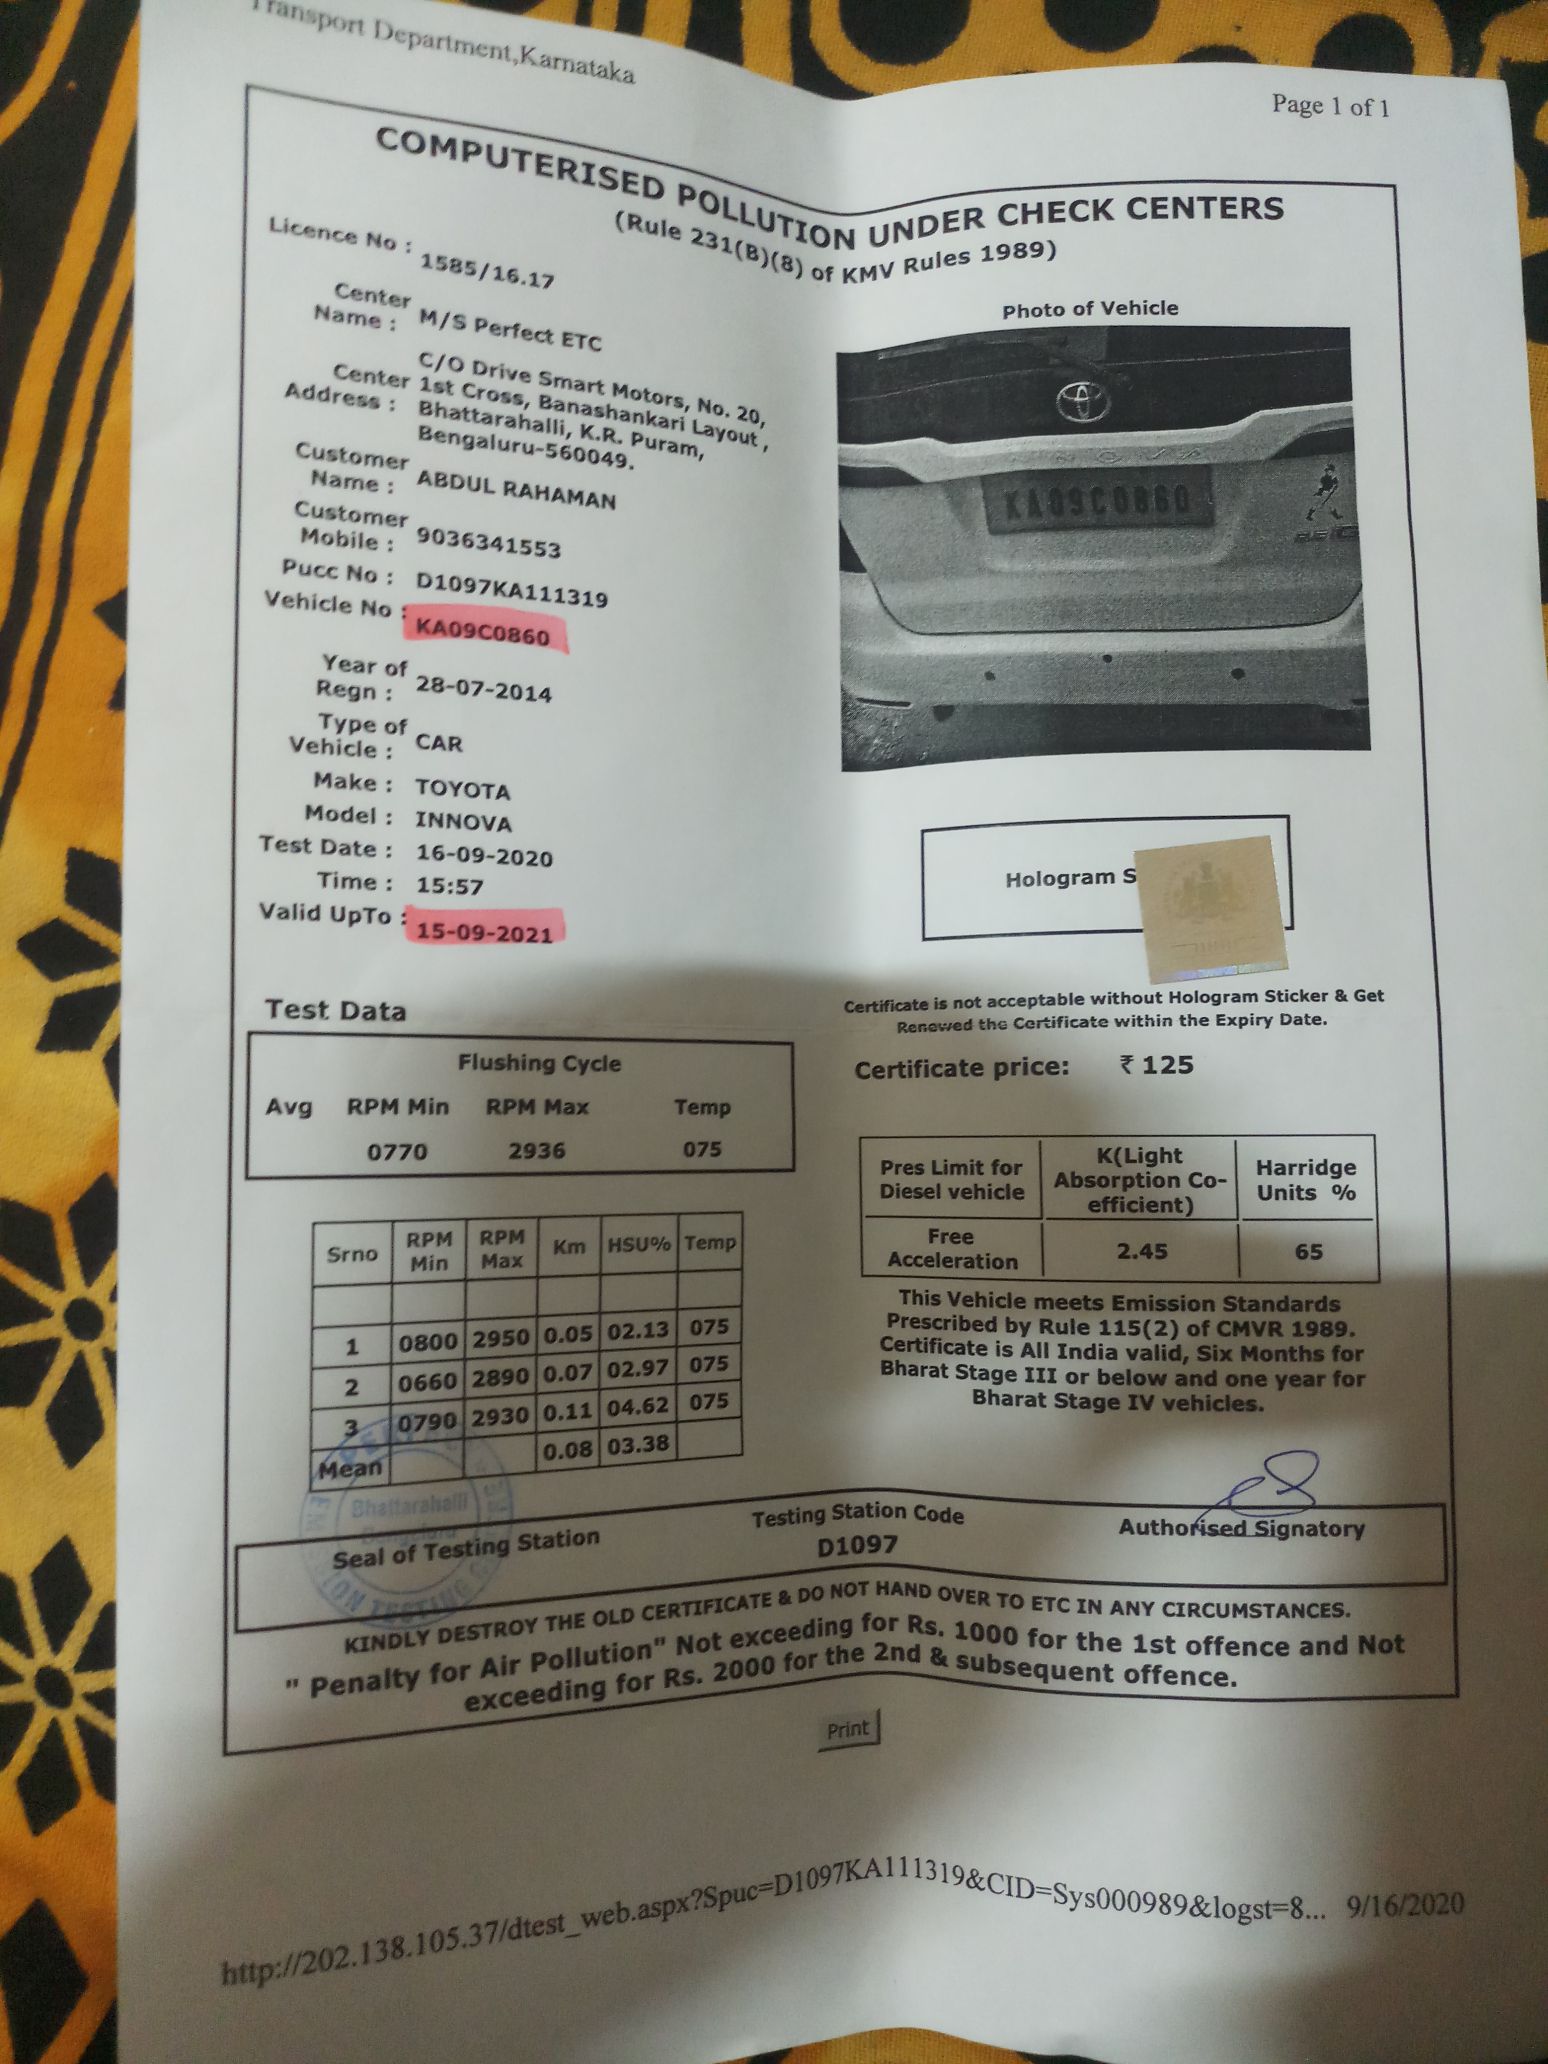 Transport Department,Karnataka
Page 1 of 1
COMPUTERISED POLLUTION UNDER CHECK CENTERS
(Rule 231(B)(8) of KMV Rules 1989)
Licence No : 1585/16.17
Center Name : M/S Perfect ETC
Center Address : C/O Drive Smart Motors, No. 20,
1st Cross, Banashankari Layout ,
Bhattarahalli, K.R. Puram,
Bengaluru-560049.
Customer Name : ABDUL RAHAMAN
Customer Mobile : 9036341553
Pucc No : D1097KA111319
Vehicle No : KA09C0860
Year of Regn : 28-07-2014
Type of Vehicle : CAR
Make : TOYOTA
Model : INNOVA
Test Date : 16-09-2020
Time : 15:57
Valid UpTo : 15-09-2021
Photo of Vehicle
KA09C0860
Hologram S
Certificate is not acceptable without Hologram Sticker & Get
Renewed the Certificate within the Expiry Date.
Certificate price: ₹ 125
Test Data
Flushing Cycle
Avg RPM Min RPM Max Temp
0770 2936 075
Srno RPM Min RPM Max Km HSU% Temp
1 0800 2950 0.05 02.13 075
2 0660 2890 0.07 02.97 075
3 0790 2930 0.11 04.62 075
Mean 0.08 03.38
Pres Limit for Diesel vehicle K(Light Absorption Co-efficient) Harridge Units %
Free Acceleration 2.45 65
This Vehicle meets Emission Standards
Prescribed by Rule 115(2) of CMVR 1989.
Certificate is All India valid, Six Months for
Bharat Stage III or below and one year for
Bharat Stage IV vehicles.
Bhattarahalli
Seal of Testing Station
Testing Station Code
D1097
Authorised Signatory
KINDLY DESTROY THE OLD CERTIFICATE & DO NOT HAND OVER TO ETC IN ANY CIRCUMSTANCES.
" Penalty for Air Pollution" Not exceeding for Rs. 1000 for the 1st offence and Not
exceeding for Rs. 2000 for the 2nd & subsequent offence.
Print
http://202.138.105.37/dtest_web.aspx?Spuc=D1097KA111319&CID=Sys000989&logst=8... 9/16/2020